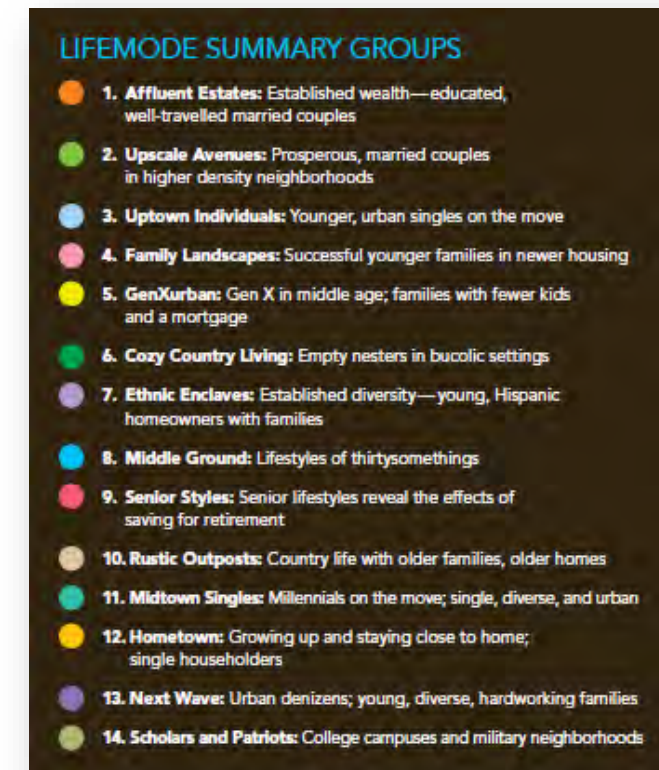 LIFEMODE SUMMARY GROUPS
1. Affluent Estates: Established wealth—educated,
well-travelled married couples
2. Upscale Avenues: Prosperous, married couples
in higher density neighborhoods
3. Uptown Individuals: Younger, urban singles on the move
4. Family Landscapes: Successful younger families in newer housing
5. GenXurban: Gen X in middle age; families with fewer kids
and a mortgage
6. Cozy Country Living: Empty nesters in bucolic settings
7. Ethnic Enclaves: Established diversity—young, Hispanic
homeowners with families
8. Middle Ground: Lifestyles of thirtysomethings
9. Senior Styles: Senior lifestyles reveal the effects of
saving for retirement
10. Rustic Outposts: Country life with older families, older homes
11. Midtown Singles: Millennials on the move; single, diverse, and urban
12. Hometown: Growing up and staying close to home;
single householders
13. Next Wave: Urban denizens; young, diverse, hardworking families
14. Scholars and Patriots: College campuses and military neighborhoods